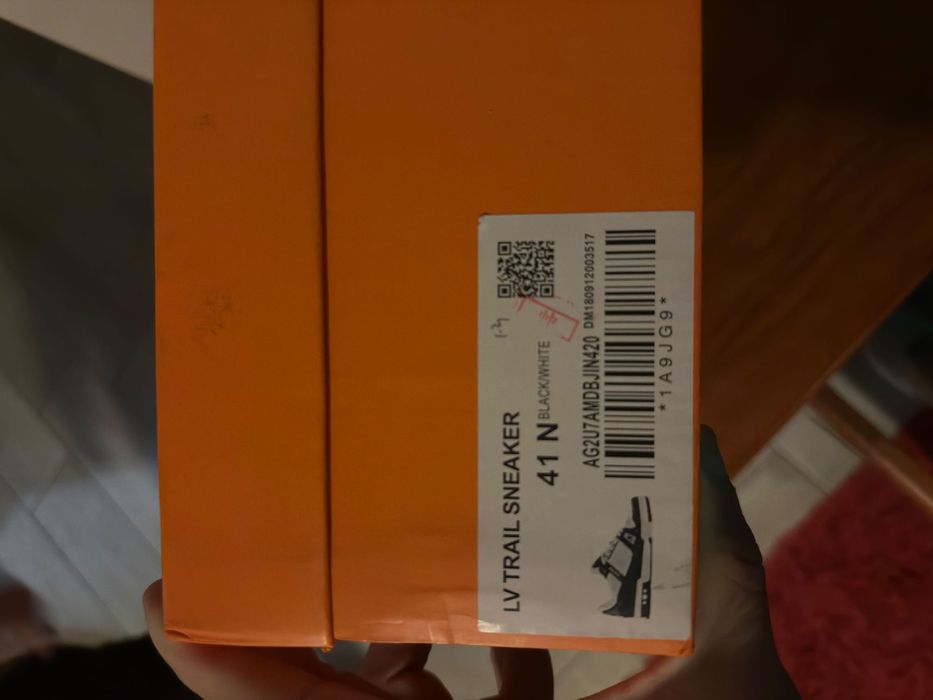 LV TRAIL SNEAKER
41 N BLACK/WHITE
AG2U7AMDBJIN420 DM180912003517
*1A9JG9*